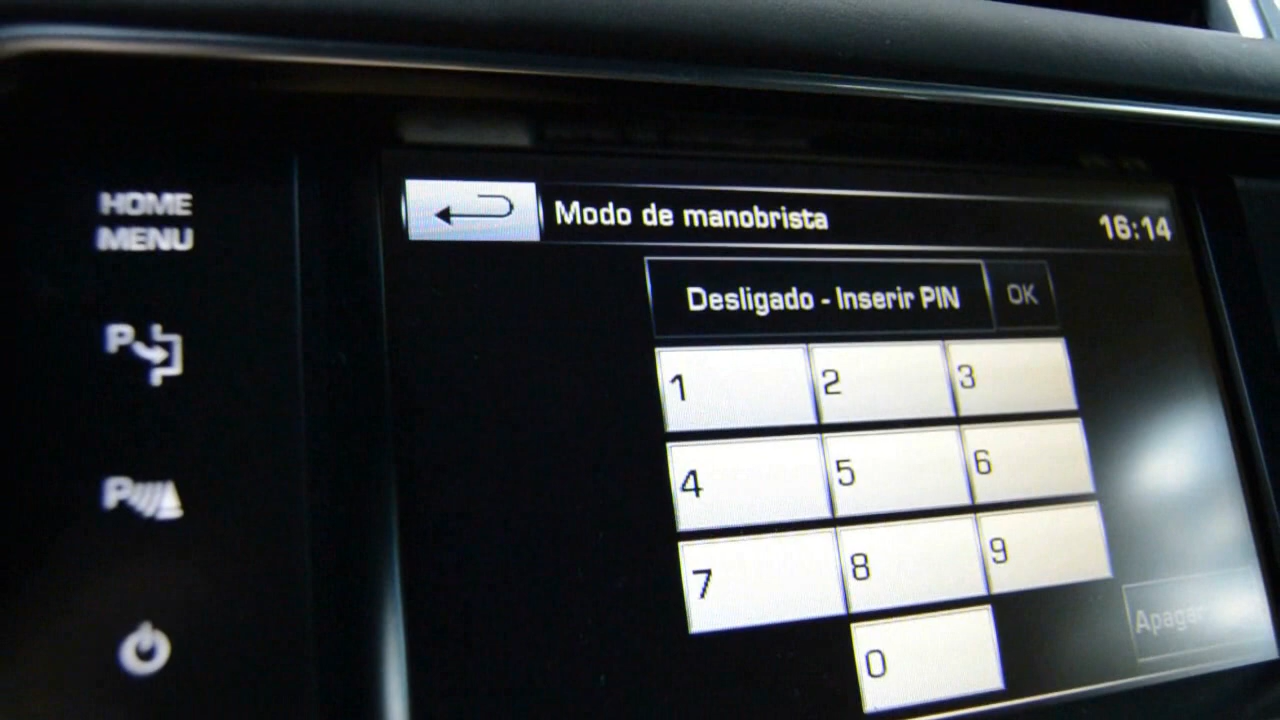 HOME
MENU
Modo de manobrista
16:14
Desligado - Inserir PIN
OK
1
2
3
4
5
6
7
8
9
0
Apagar
P
P